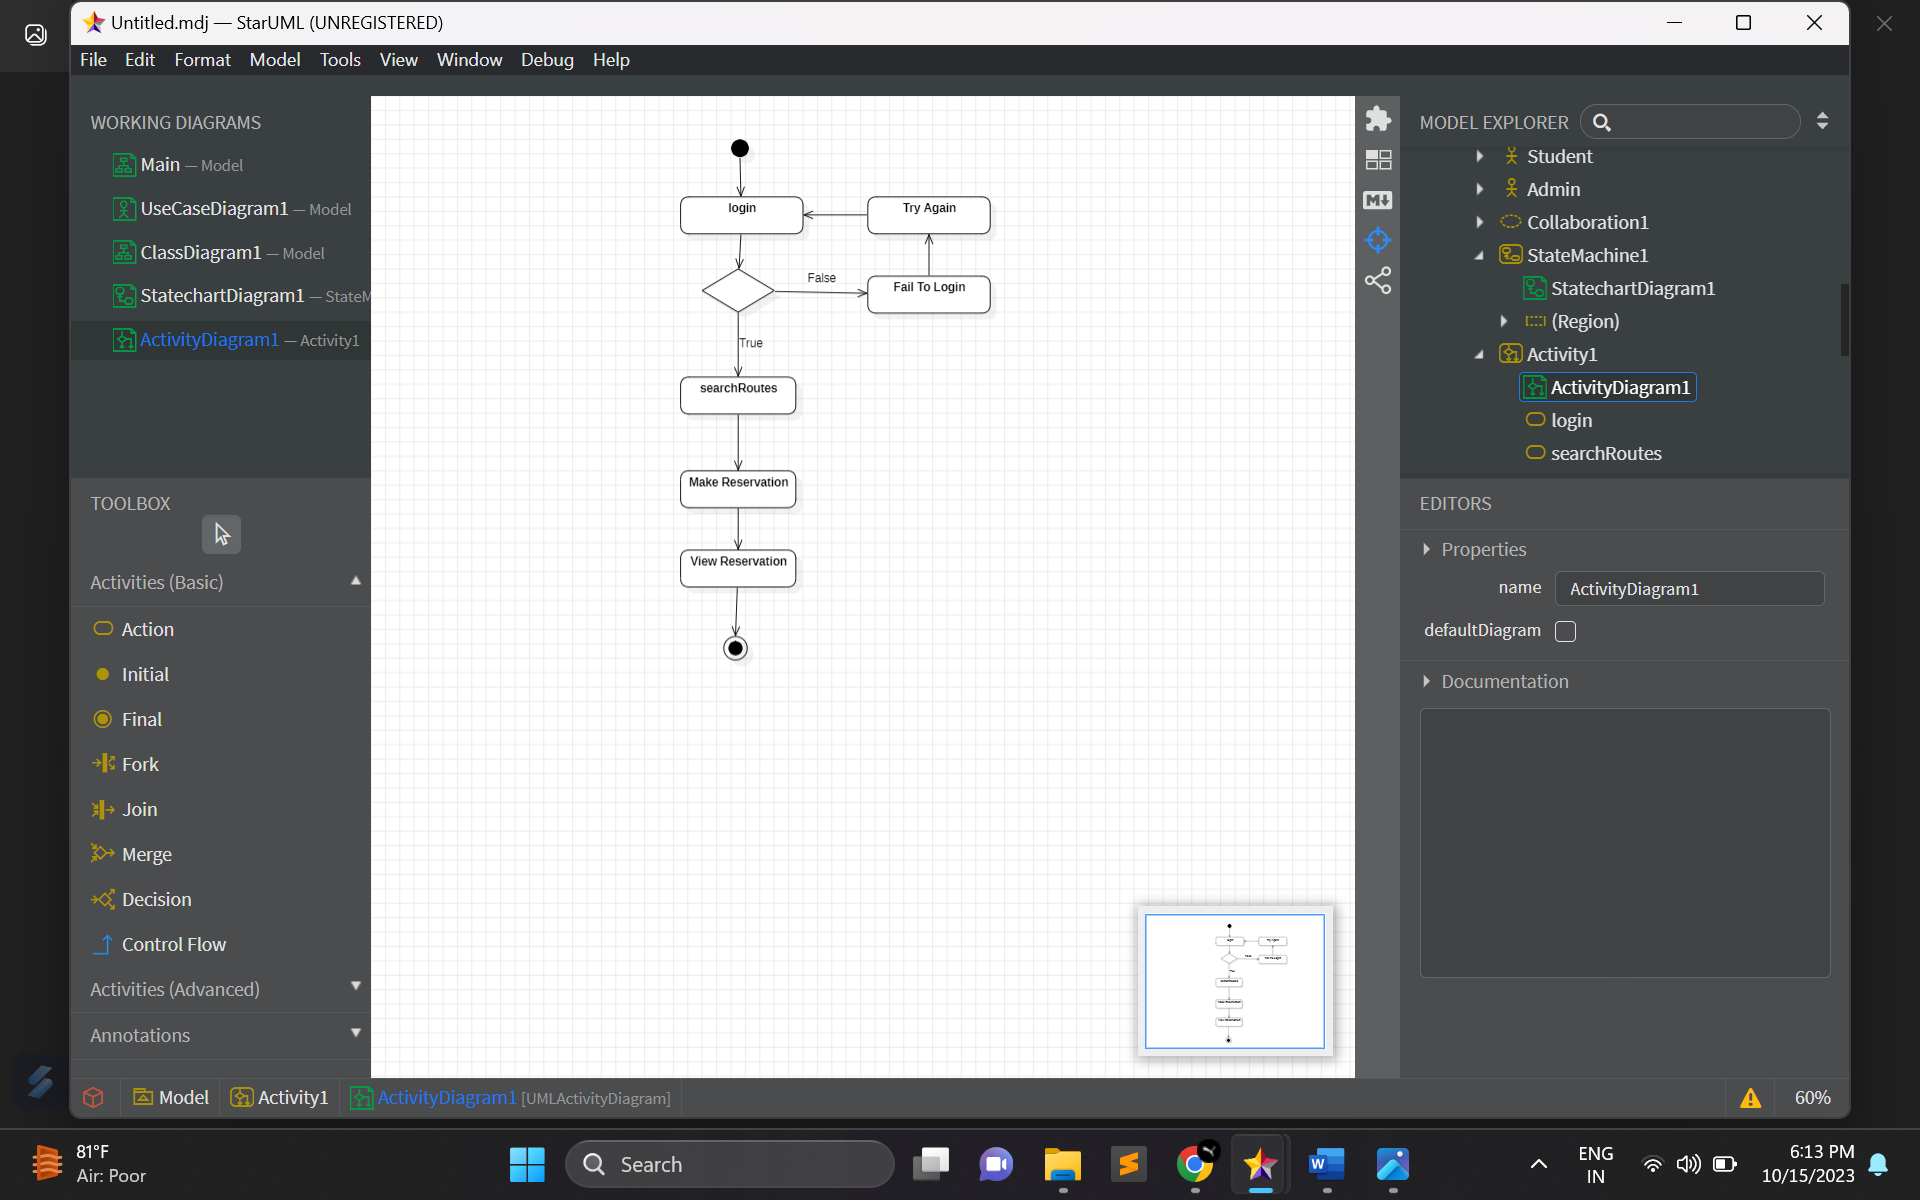 Untitled.mdj — StarUML (UNREGISTERED)
File Edit Format Model Tools View Window Debug Help
WORKING DIAGRAMS
Main — Model
UseCaseDiagram1 — Model
ClassDiagram1 — Model
StatechartDiagram1 — StateM
ActivityDiagram1 — Activity1
TOOLBOX
Activities (Basic)
Action
Initial
Final
Fork
Join
Merge
Decision
Control Flow
Activities (Advanced)
Annotations
login
Try Again
False
Fail To Login
True
searchRoutes
Make Reservation
View Reservation
MODEL EXPLORER
Student
Admin
Collaboration1
StateMachine1
StatechartDiagram1
(Region)
Activity1
ActivityDiagram1
login
searchRoutes
EDITORS
Properties
name ActivityDiagram1
defaultDiagram
Documentation
Model Activity1 ActivityDiagram1 [UMLActivityDiagram]
60%
81°F
Air: Poor
Search
ENG
IN
6:13 PM
10/15/2023